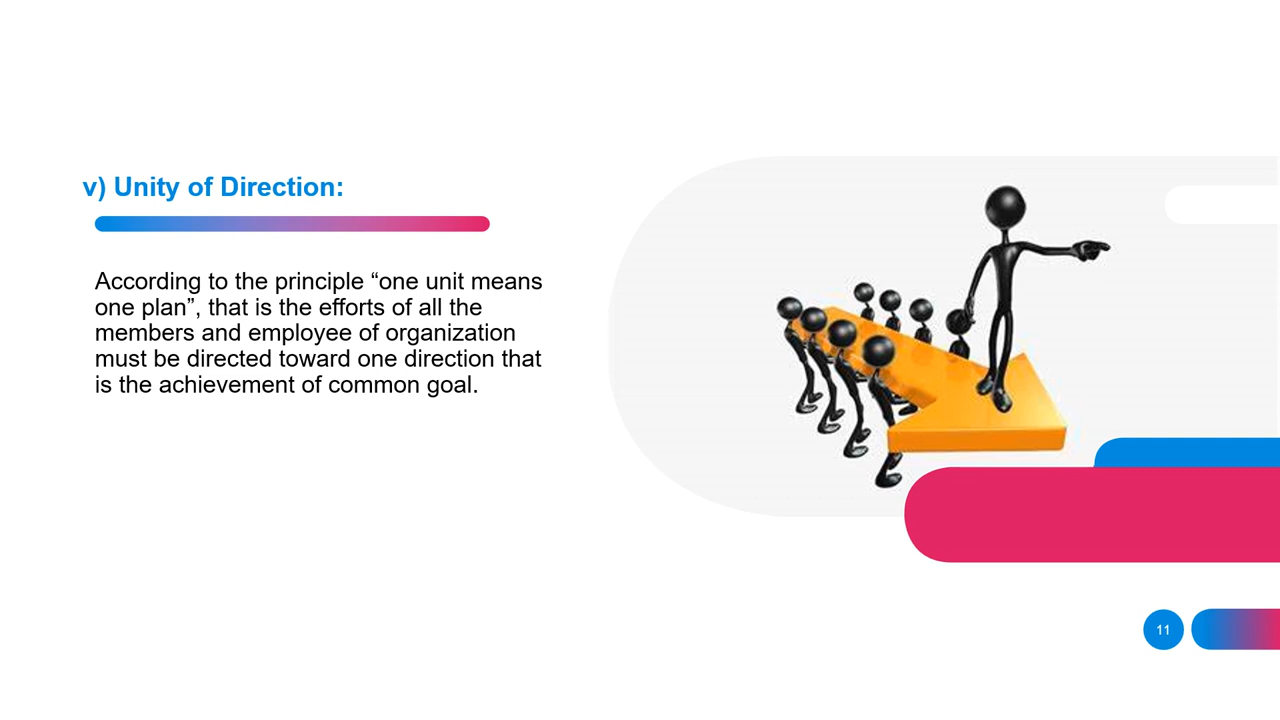 v) Unity of Direction:
According to the principle “one unit means
one plan”, that is the efforts of all the
members and employee of organization
must be directed toward one direction that
is the achievement of common goal.
11